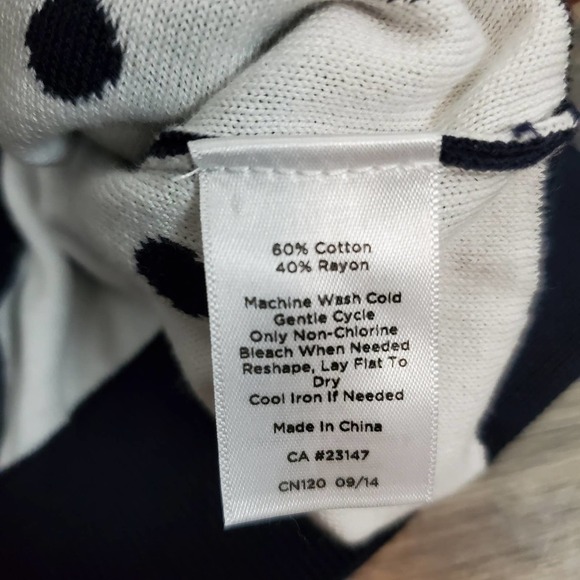 60% Cotton
40% Rayon
Machine Wash Cold
Gentle Cycle
Only Non-Chlorine
Bleach When Needed
Reshape, Lay Flat To
Dry
Cool Iron If Needed
Made In China
CA #23147
CN120 09/14